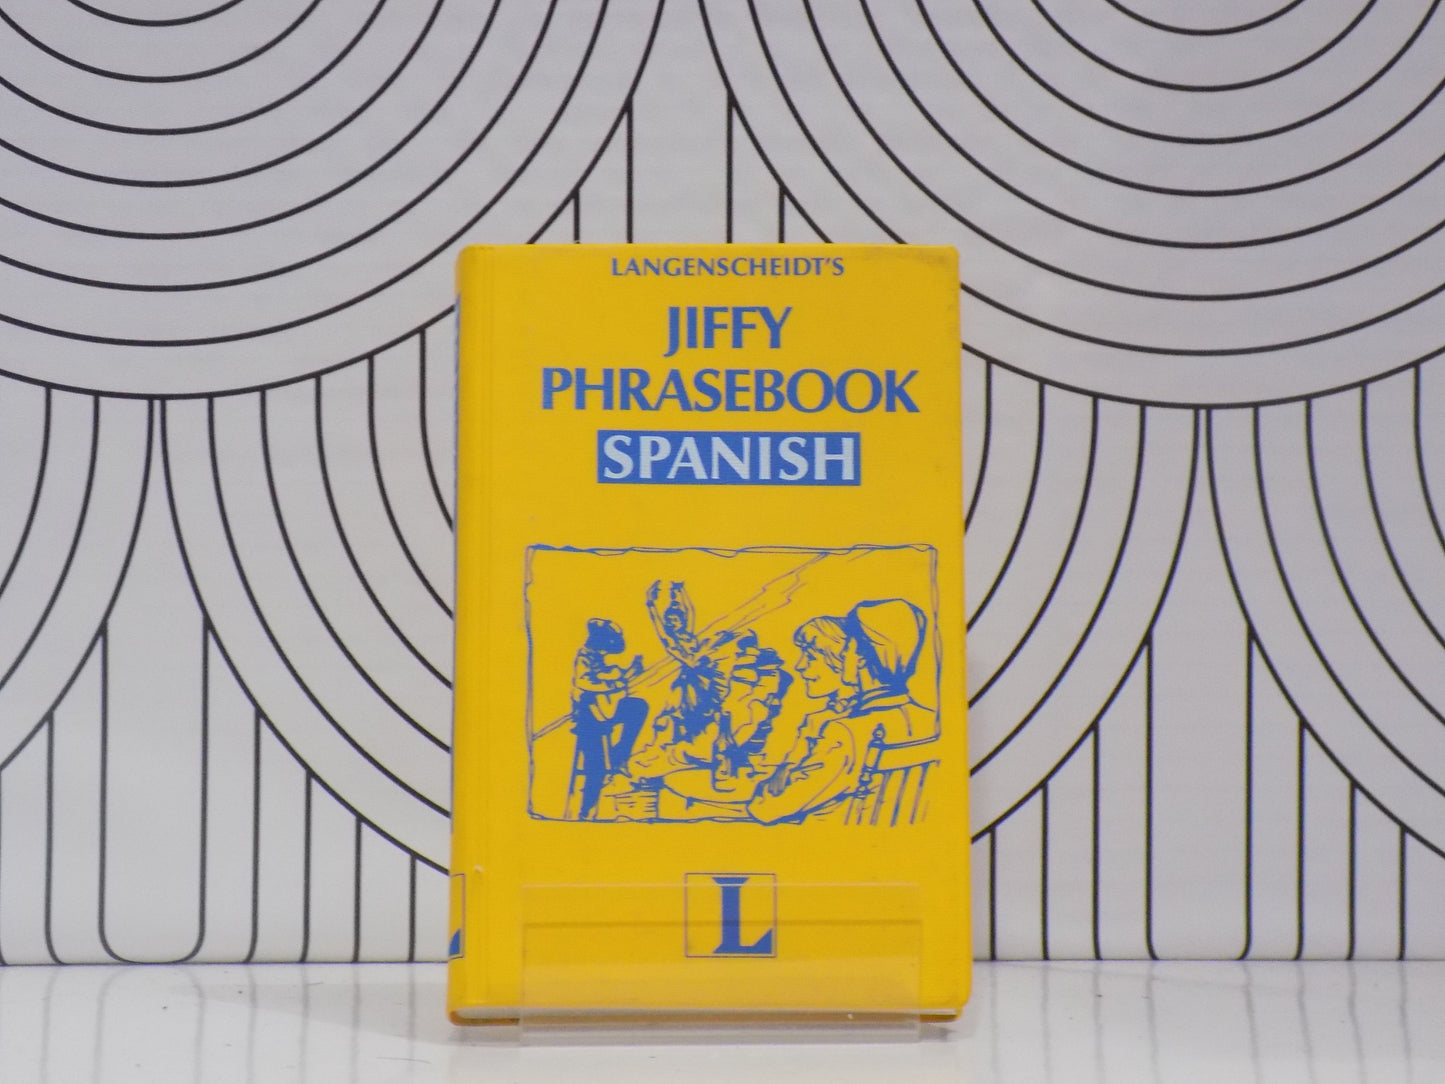 LANGENSCHEIDT'S
JIFFY
PHRASEBOOK
SPANISH
L